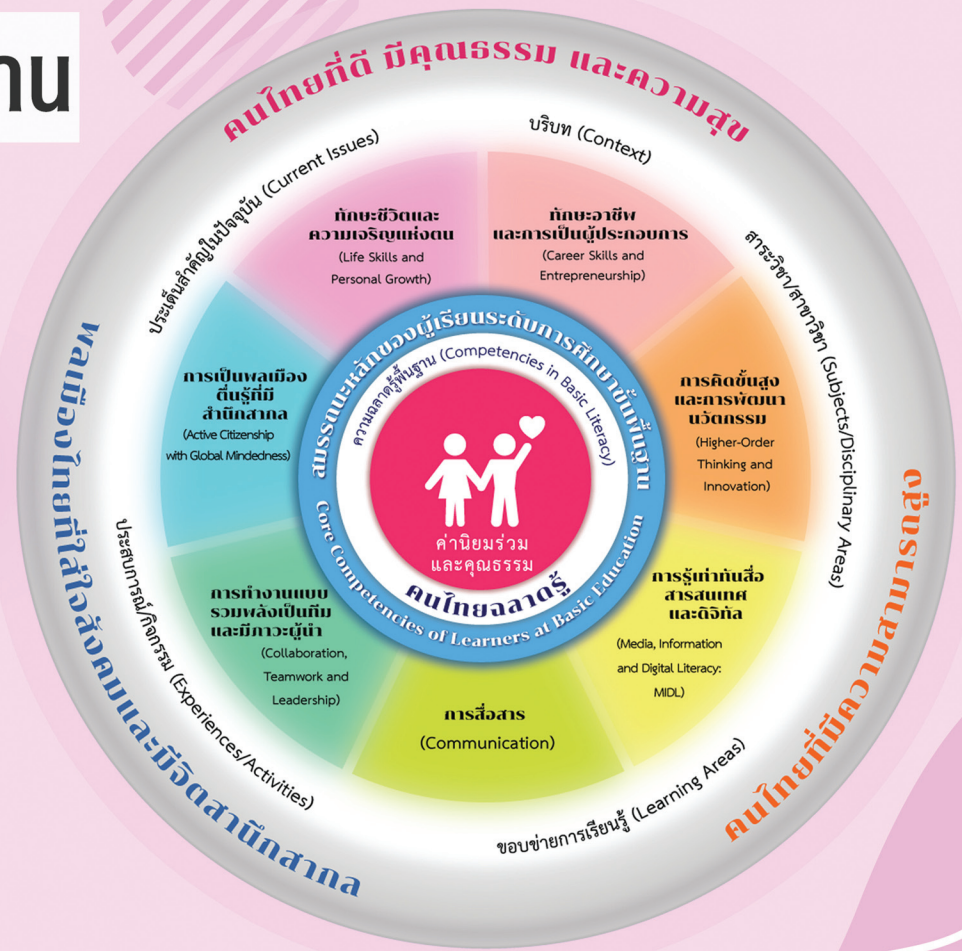 คนไทยที่ดี มีคุณธรรม และความสุข
บริบท (Context)
ประเด็นสำคัญในปัจจุบัน (Current Issues)
สาระวิชา/สาขาวิชา (Subjects/Disciplinary Areas)
ทักษะชีวิตและ
ความเจริญแห่งตน
(Life Skills and
Personal Growth)
ทักษะอาชีพ
และการเป็นผู้ประกอบการ
(Career Skills and
Entrepreneurship)
การเป็นพลเมือง
ตื่นรู้ที่มี
สำนึกสากล
(Active Citizenship
with Global Mindedness)
การคิดขั้นสูง
และการพัฒนา
นวัตกรรม
(Higher-Order
Thinking and
Innovation)
สมรรถนะหลักของผู้เรียนระดับการศึกษาขั้นพื้นฐาน
ความฉลาดรู้พื้นฐาน (Competencies in Basic Literacy)
ค่านิยมร่วม
และคุณธรรม
คนไทยฉลาดรู้
Core Competencies of Learners at Basic Education
การทำงานแบบ
รวมพลังเป็นทีม
และมีภาวะผู้นำ
(Collaboration,
Teamwork and
Leadership)
การรู้เท่าทันสื่อ
สารสนเทศ
และดิจิทัล
(Media, Information
and Digital Literacy:
MIDL)
การสื่อสาร
(Communication)
ประสบการณ์/กิจกรรม (Experiences/Activities)
ขอบข่ายการเรียนรู้ (Learning Areas)
พลเมืองไทยที่ใส่ใจสังคมและมีจิตสำนึกสากล
คนไทยที่มีความสามารถสูง